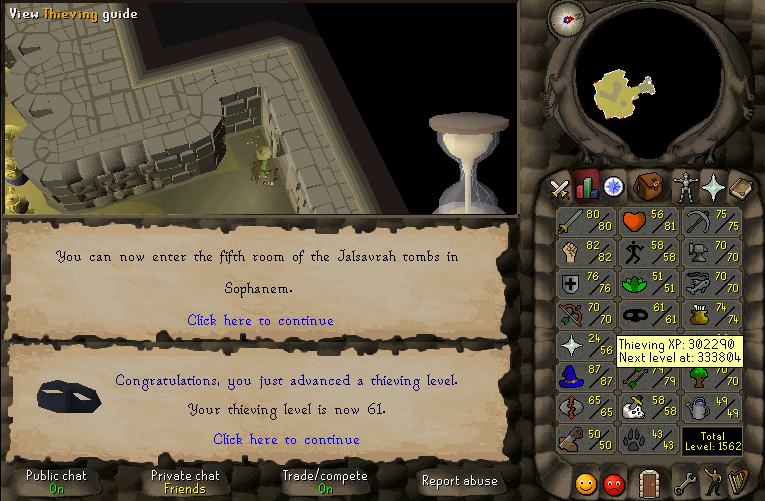 View Thieving guide
You can now enter the fifth room of the Jalsavrah tombs in
Sophanem.
Click here to continue
Congratulations, you just advanced a thieving level.
Your thieving level is now 61.
Click here to continue
Public chat
On
Private chat
Friends
Trade/compete
On
Report abuse
80/80
56/81
75/75
82/82
58/58
70/70
76/76
51/51
70/70
70/70
61/61
74/74
24/56
Thieving XP: 302290
Next level at: 333804
87/87
79/79
70/70
65/65
58/58
49/49
50/50
43/43
Total
Level: 1562